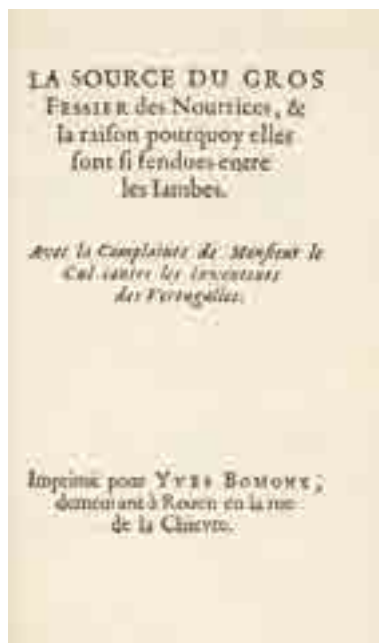 LA SOURCE DU GROS
FESSIER des Nourrices, &
la raiſon pourquoy elles
ſont ſi fendues entre
les Iambes.
Avec la Complainte de Monſieur le
Cul contre les Inventeurs
des Vertugalles.
Imprimé pour YVES BOMONT,
demeurant à Rouen en la rue
de la Chievre.